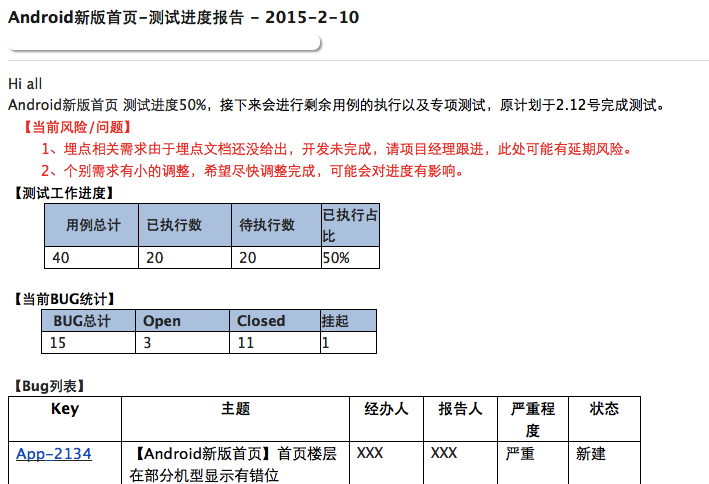 Android新版首页-测试进度报告 - 2015-2-10
Hi all
Android新版首页 测试进度50%，接下来会进行剩余用例的执行以及专项测试，原计划于2.12号完成测试。
【当前风险/问题】
1、埋点相关需求由于埋点文档还没给出，开发未完成，请项目经理跟进，此处可能有延期风险。
2、个别需求有小的调整，希望尽快调整完成，可能会对进度有影响。
【测试工作进度】
用例总计 已执行数 待执行数 已执行占
比
40 20 20 50%
【当前BUG统计】
BUG总计 Open Closed 挂起
15 3 11 1
【Bug列表】
Key 主题 经办人 报告人 严重程 状态
度
App-2134 【Android新版首页】首页楼层 XXX XXX 严重 新建
在部分机型显示有错位